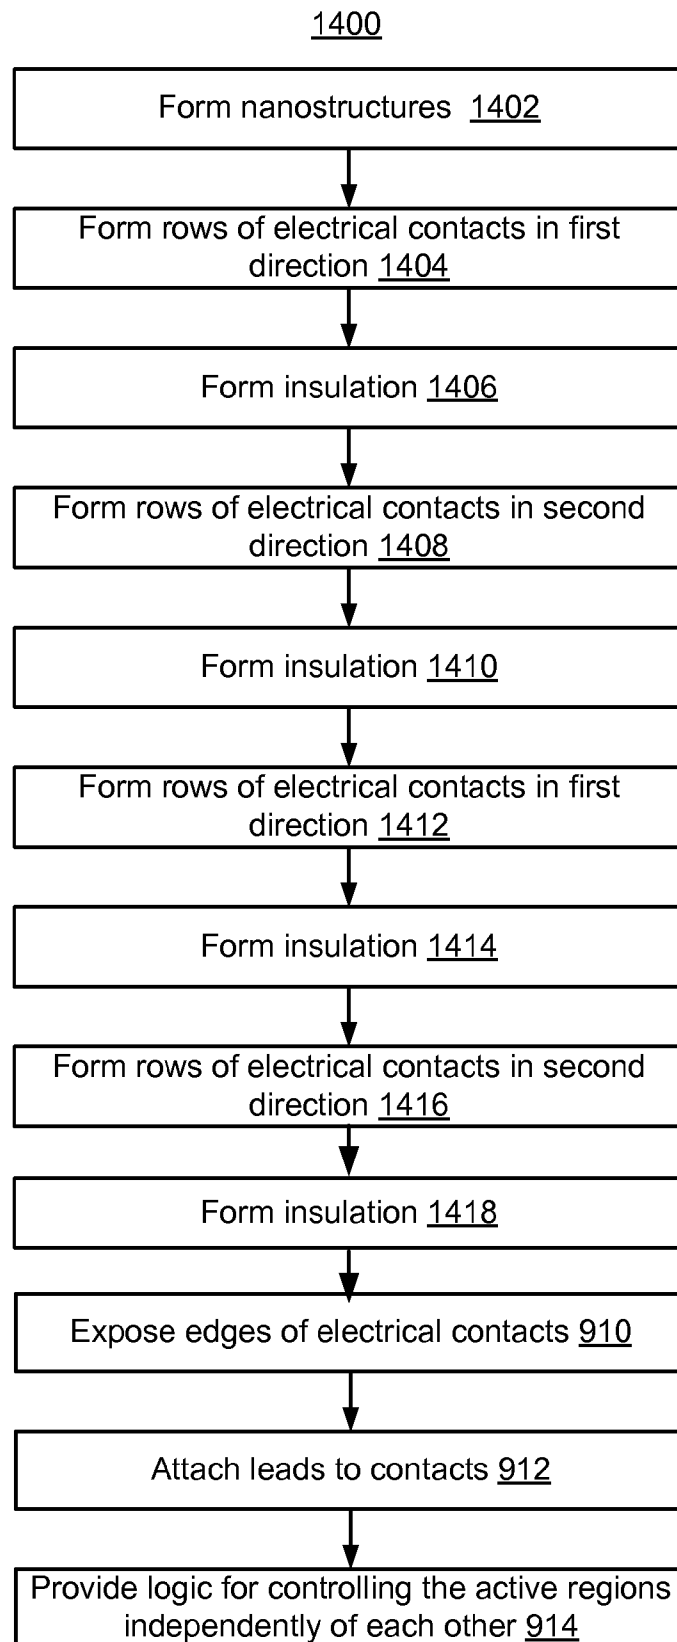 1400
Form nanostructures 1402
Form rows of electrical contacts in first
direction 1404
Form insulation 1406
Form rows of electrical contacts in second
direction 1408
Form insulation 1410
Form rows of electrical contacts in first
direction 1412
Form insulation 1414
Form rows of electrical contacts in second
direction 1416
Form insulation 1418
Expose edges of electrical contacts 910
Attach leads to contacts 912
Provide logic for controlling the active regions
independently of each other 914